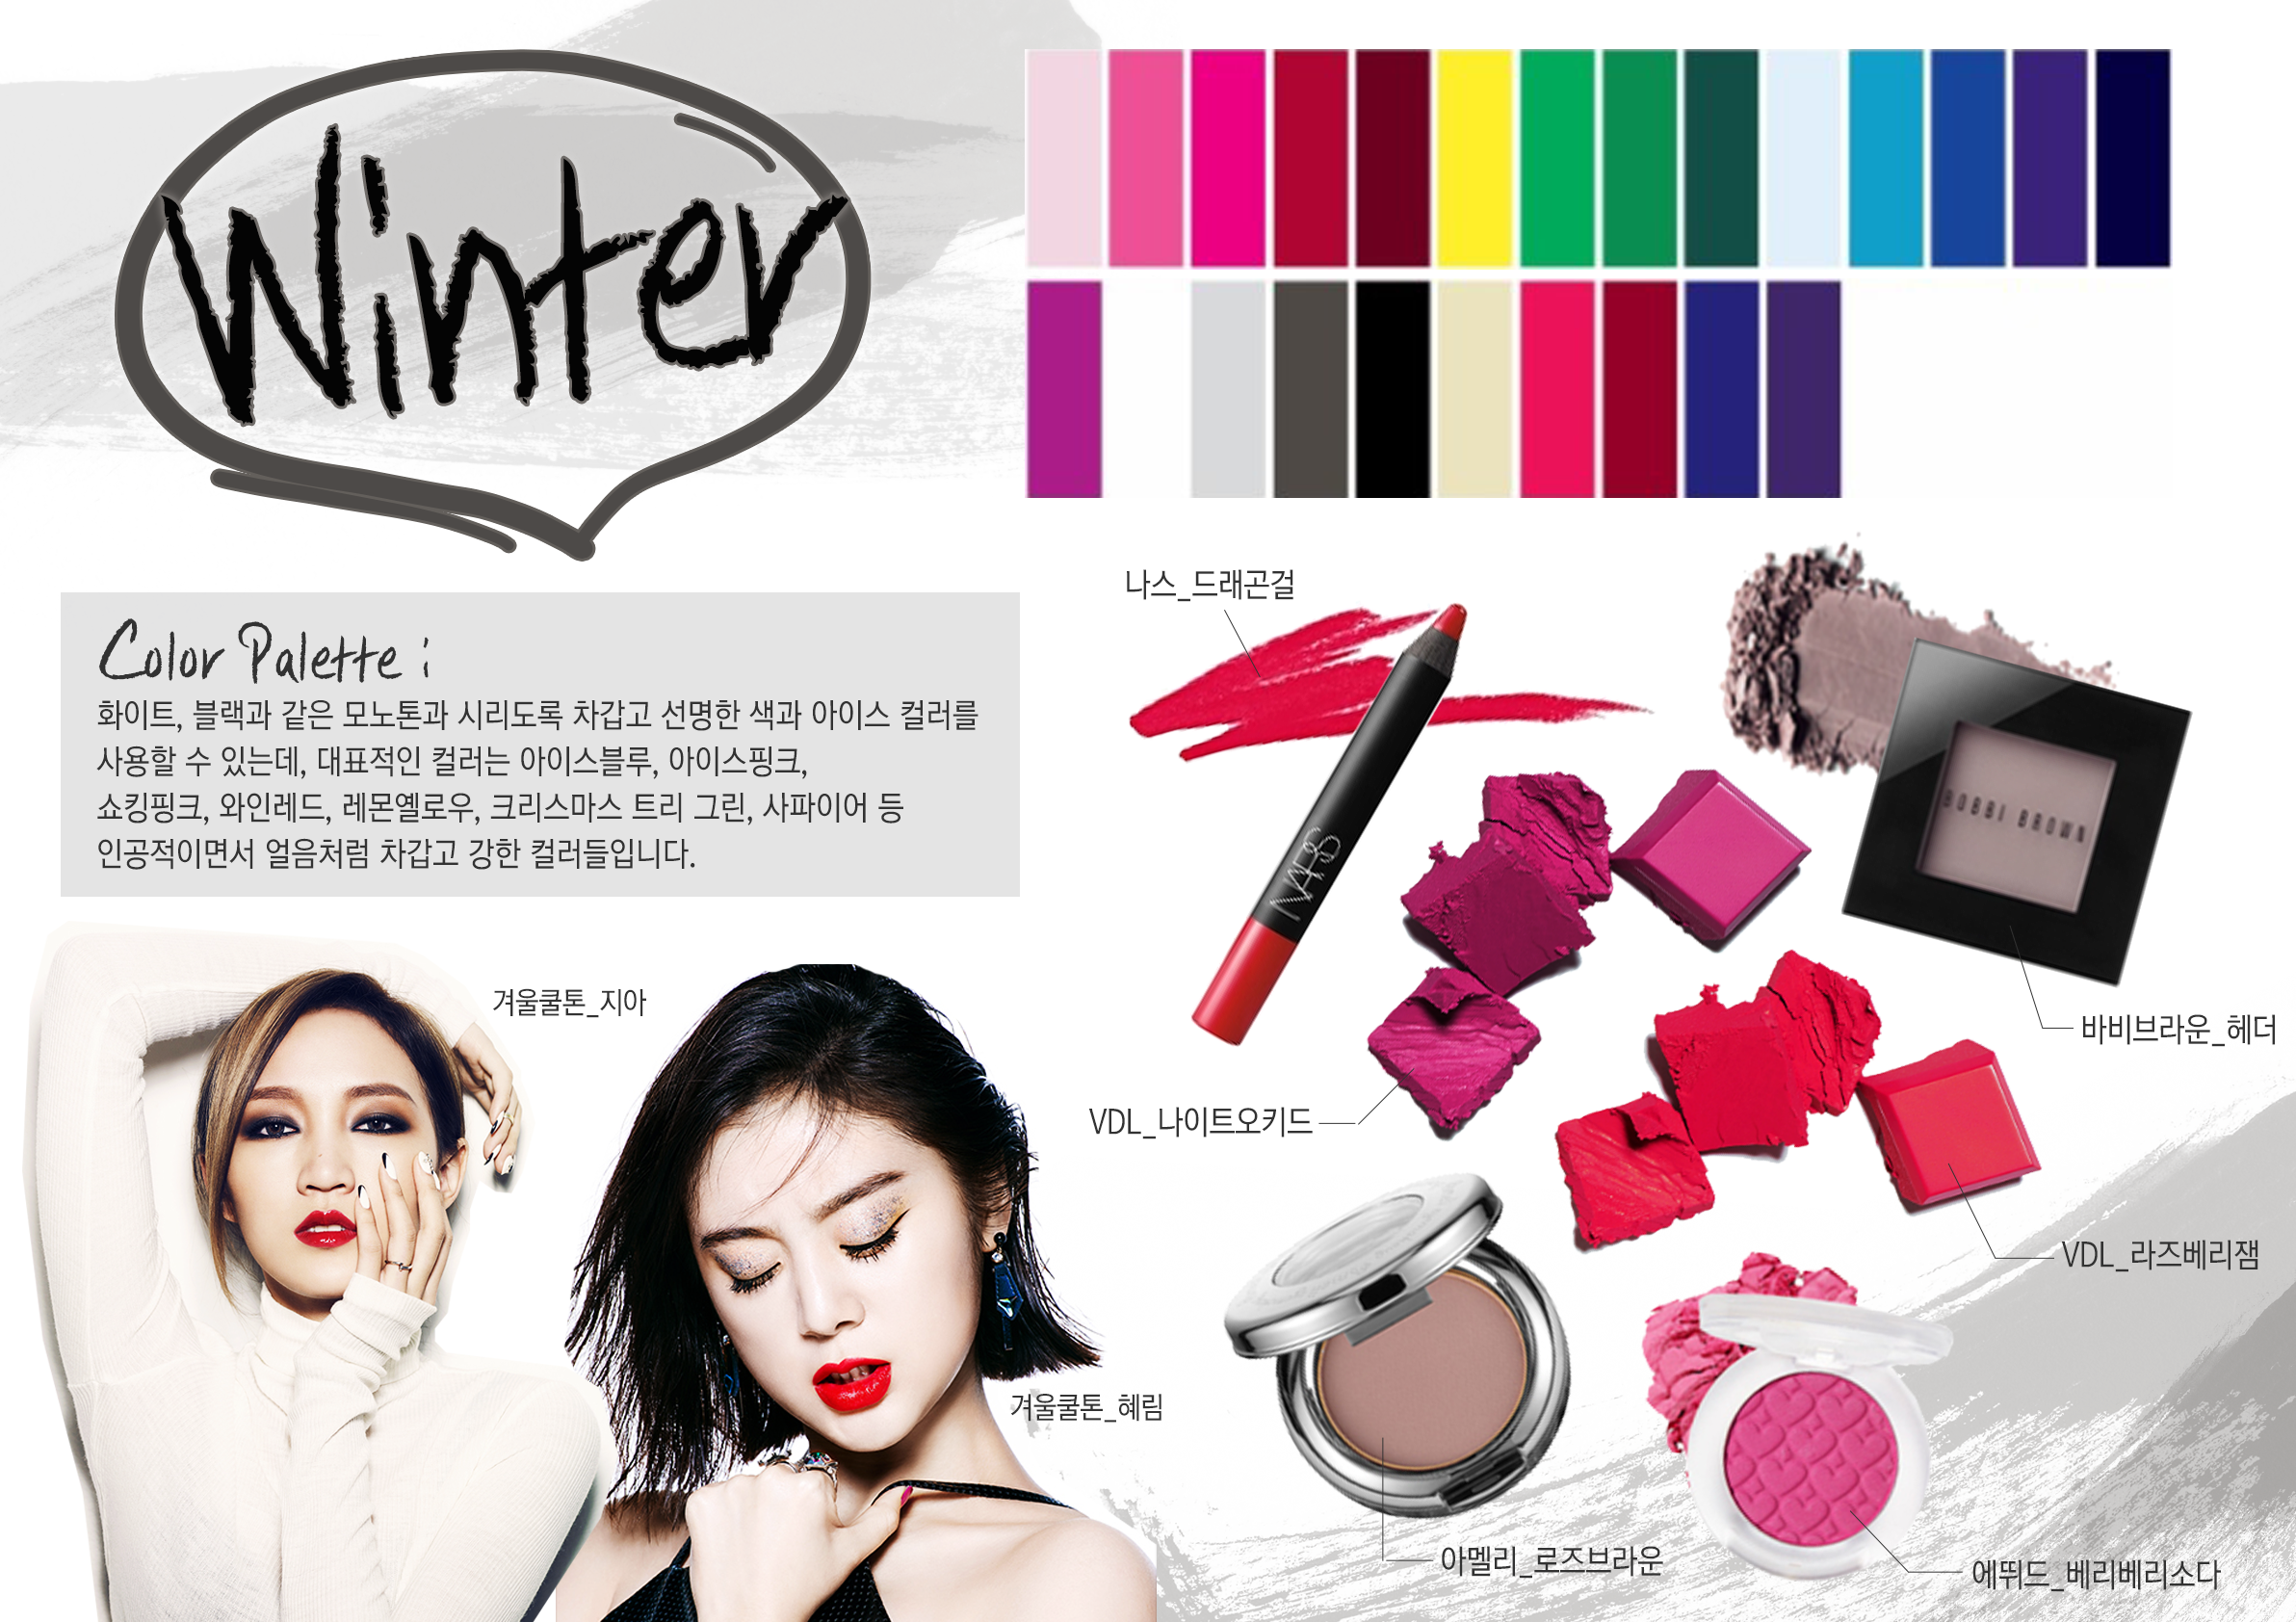 Winter
Color Palette :
화이트, 블랙과 같은 모노톤과 시리도록 차갑고 선명한 색과 아이스 컬러를
사용할 수 있는데, 대표적인 컬러는 아이스블루, 아이스핑크,
쇼킹핑크, 와인레드, 레몬옐로우, 크리스마스 트리 그린, 사파이어 등
인공적이면서 얼음처럼 차갑고 강한 컬러들입니다.
겨울쿨톤_지아
겨울쿨톤_혜림
나스_드래곤걸
NARS
BOBBI BROWN
바비브라운_헤더
VDL_나이트오키드
VDL_라즈베리잼
아멜리_로즈브라운
에뛰드_베리베리소다